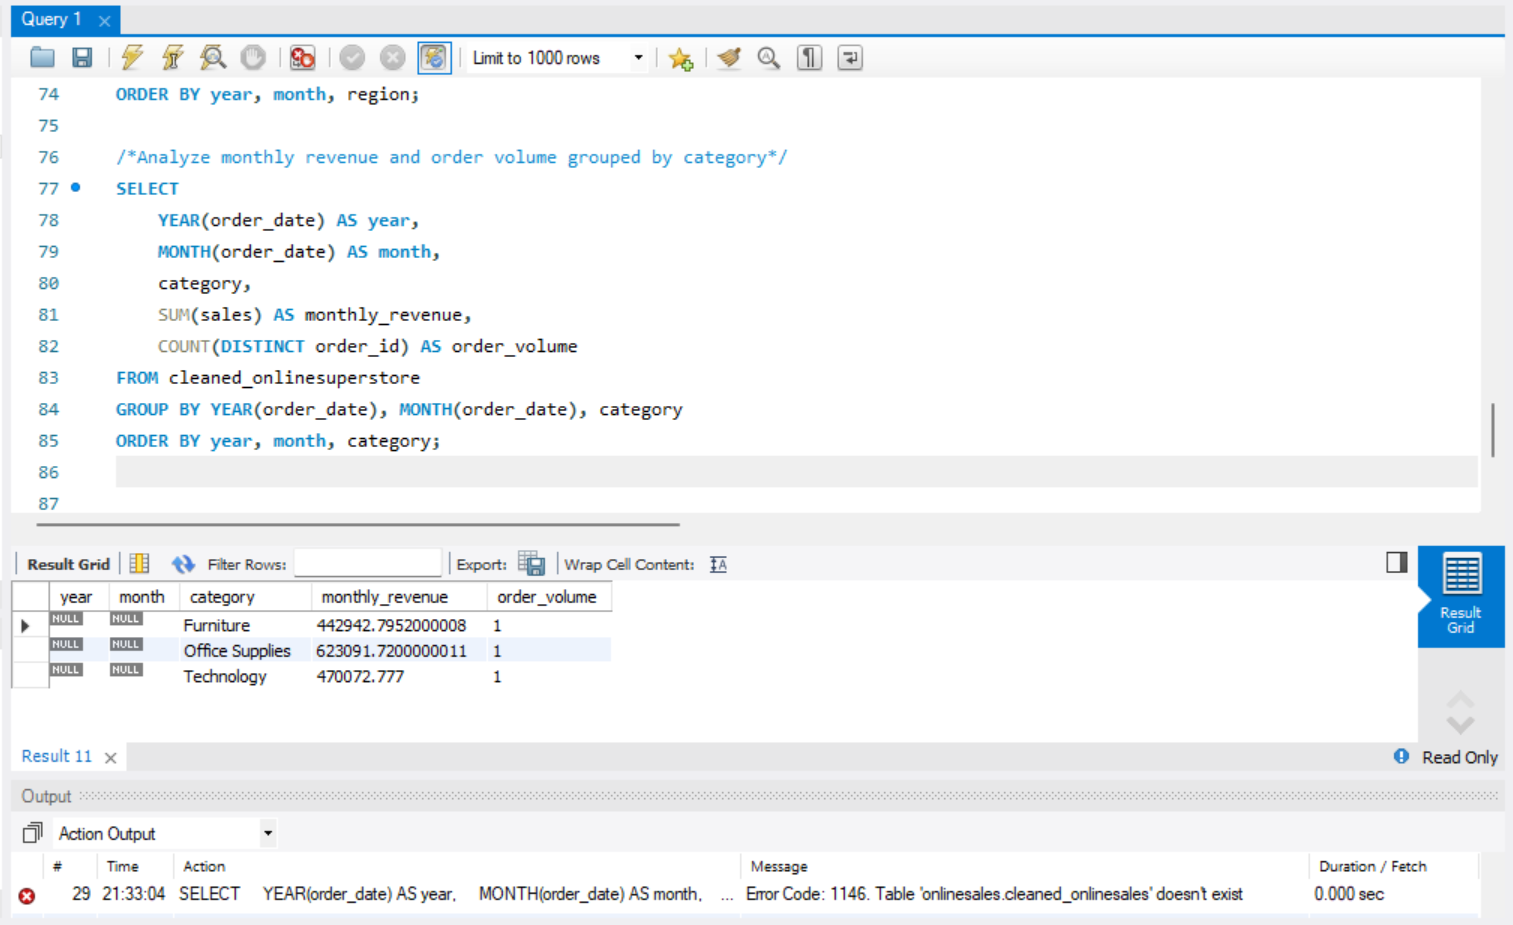 Query 1
Limit to 1000 rows
74 ORDER BY year, month, region;
75
76 /*Analyze monthly revenue and order volume grouped by category*/
77 SELECT
78 YEAR(order_date) AS year,
79 MONTH(order_date) AS month,
80 category,
81 SUM(sales) AS monthly_revenue,
82 COUNT(DISTINCT order_id) AS order_volume
83 FROM cleaned_onlinesuperstore
84 GROUP BY YEAR(order_date), MONTH(order_date), category
85 ORDER BY year, month, category;
86
87
Result Grid Filter Rows: Export: Wrap Cell Content:
year month category monthly_revenue order_volume
NULL NULL Furniture 442942.7952000008 1
NULL NULL Office Supplies 623091.7200000011 1
NULL NULL Technology 470072.777 1
Result
Grid
Result 11 Read Only
Output
Action Output
# Time Action Message Duration / Fetch
29 21:33:04 SELECT YEAR(order_date) AS year, MONTH(order_date) AS month, ... Error Code: 1146. Table 'onlinesales.cleaned_onlinesales' doesn't exist 0.000 sec